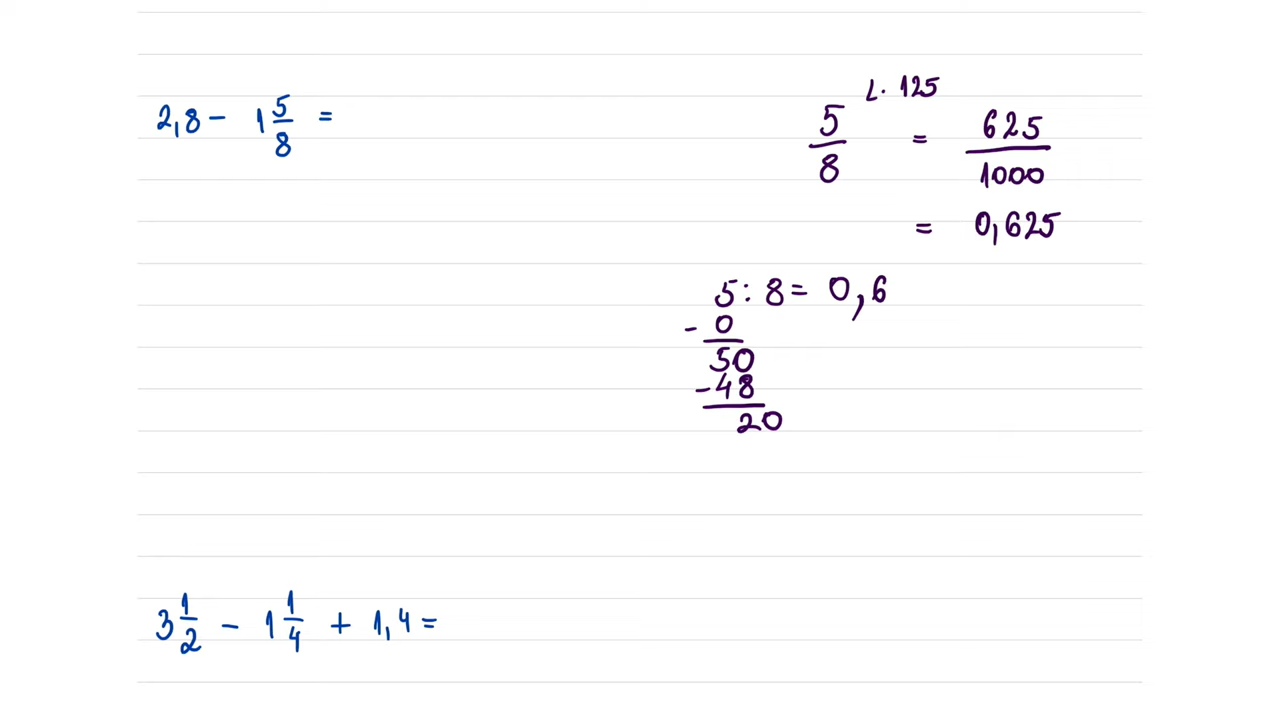 2,8 - 1 5/8 =
∠· 125
5/8 = 625/1000
= 0,625
5 : 8 = 0,6
- 0
50
- 48
20
3 1/2 - 1 1/4 + 1,4 =